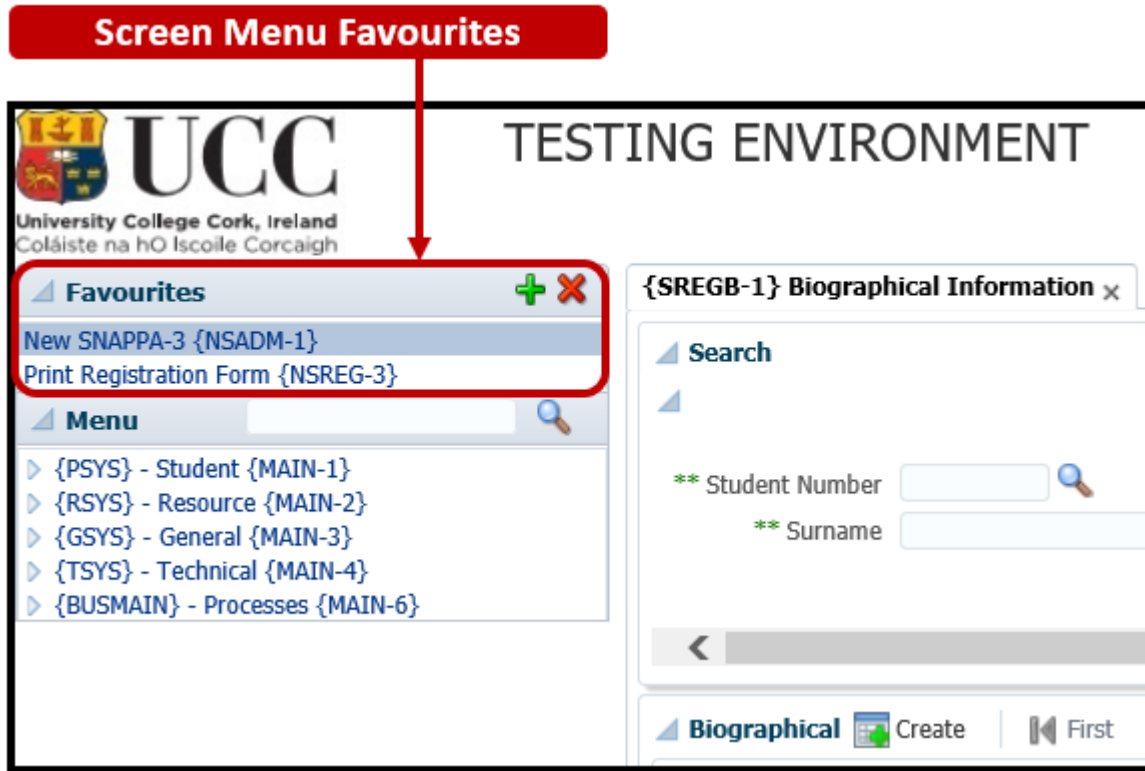 Screen Menu Favourites
UCC
TESTING ENVIRONMENT
University College Cork, Ireland
Coláiste na hO Iscoile Corcaigh
Favourites
New SNAPPA-3 {NSADM-1}
Print Registration Form {NSREG-3}
Menu
{PSYS} - Student {MAIN-1}
{RSYS} - Resource {MAIN-2}
{GSYS} - General {MAIN-3}
{TSYS} - Technical {MAIN-4}
{BUSMAIN} - Processes {MAIN-6}
{SREGB-1} Biographical Information
Search
** Student Number
** Surname
Biographical Create First